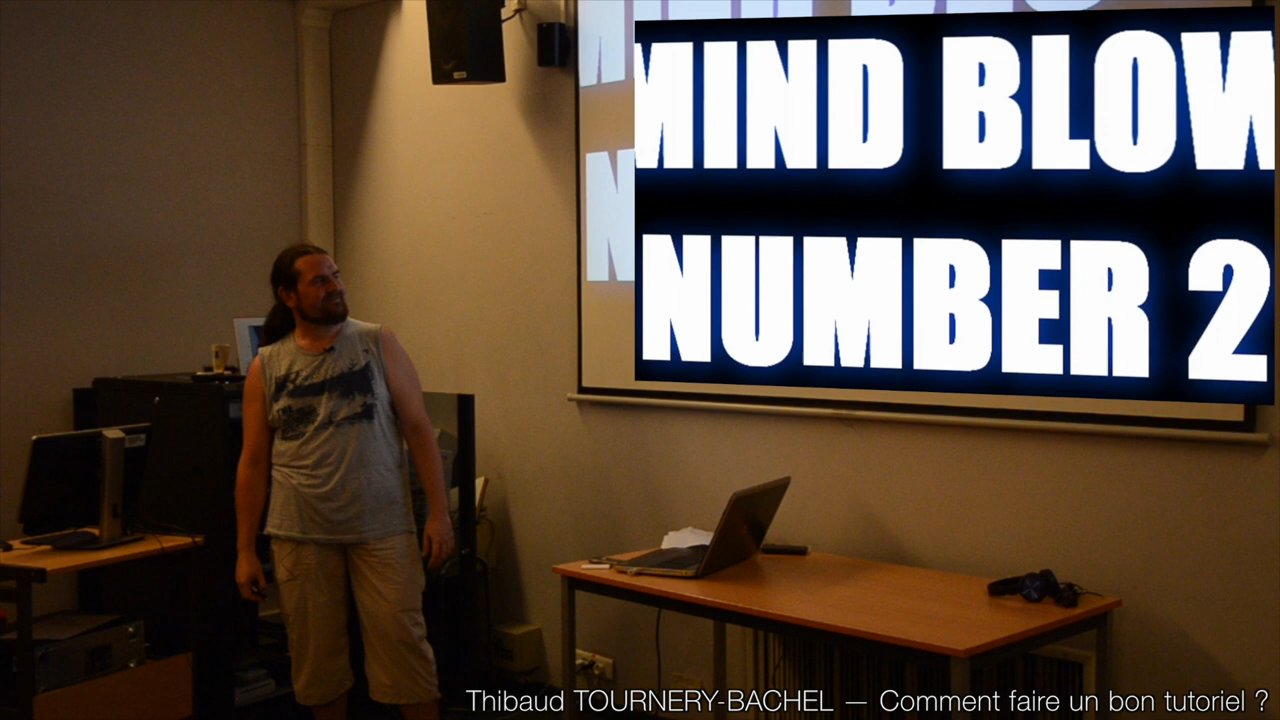 MIND BLOW
NUMBER 2
Thibaud TOURNERY-BACHEL — Comment faire un bon tutoriel ?